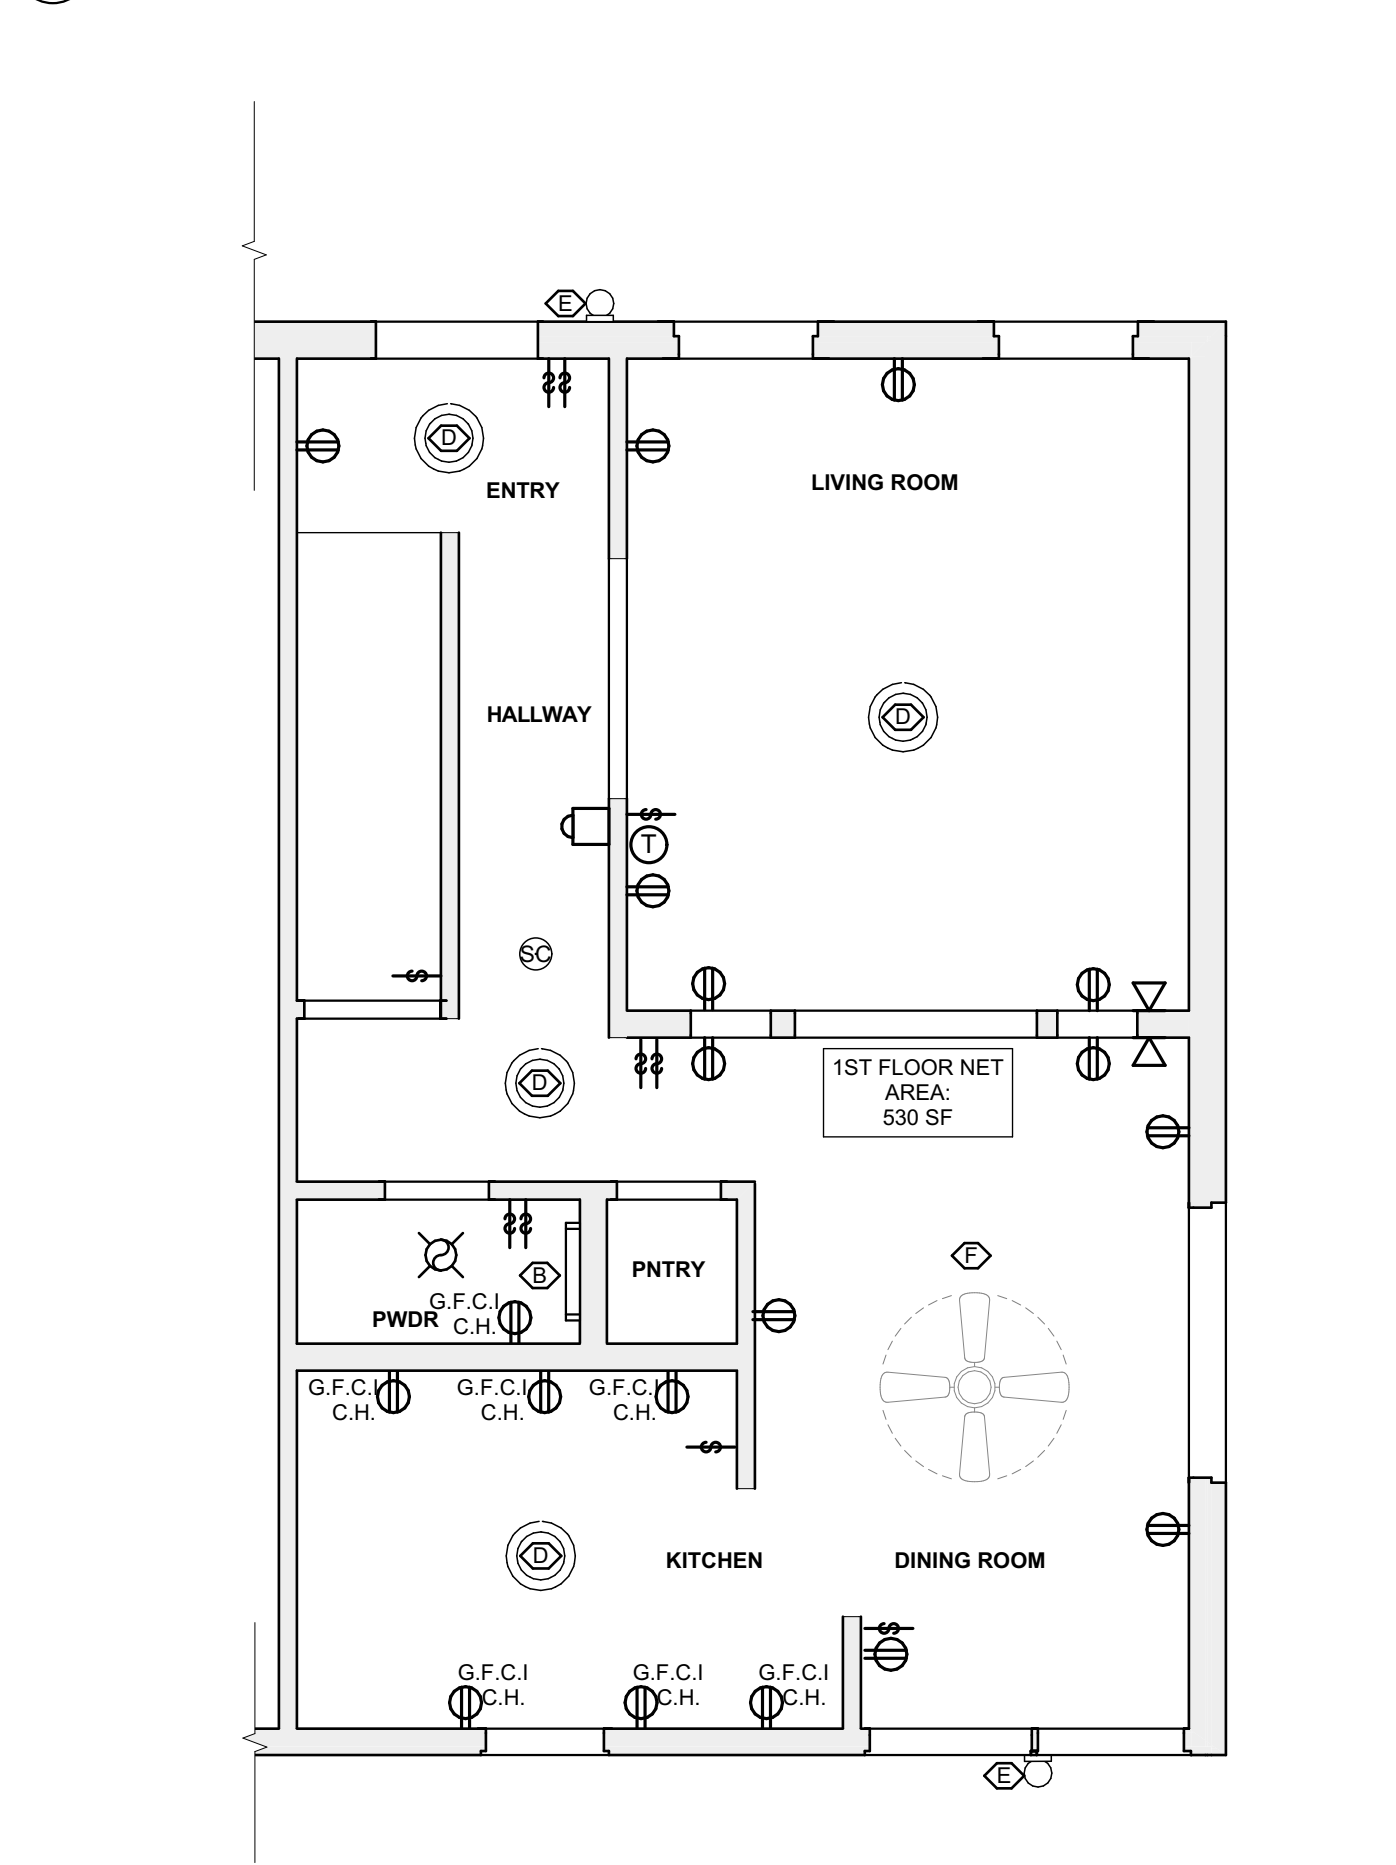 E
D
ENTRY
LIVING ROOM
HALLWAY
D
S
T
SC
S
D
1ST FLOOR NET
AREA:
530 SF
F
B
PNTRY
G.F.C.I
PWDR
C.H.
G.F.C.I
C.H.
G.F.C.I
C.H.
G.F.C.I
C.H.
S
D
KITCHEN
DINING ROOM
S
G.F.C.I
C.H.
G.F.C.I
C.H.
G.F.C.I
C.H.
E